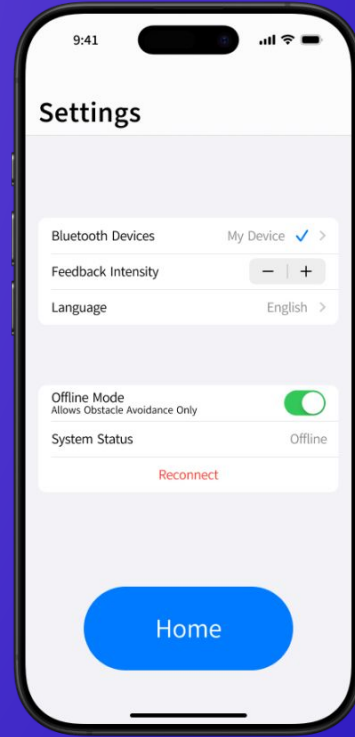 9:41
Settings
Bluetooth Devices My Device
Feedback Intensity − +
Language English
Offline Mode
Allows Obstacle Avoidance Only
System Status Offline
Reconnect
Home